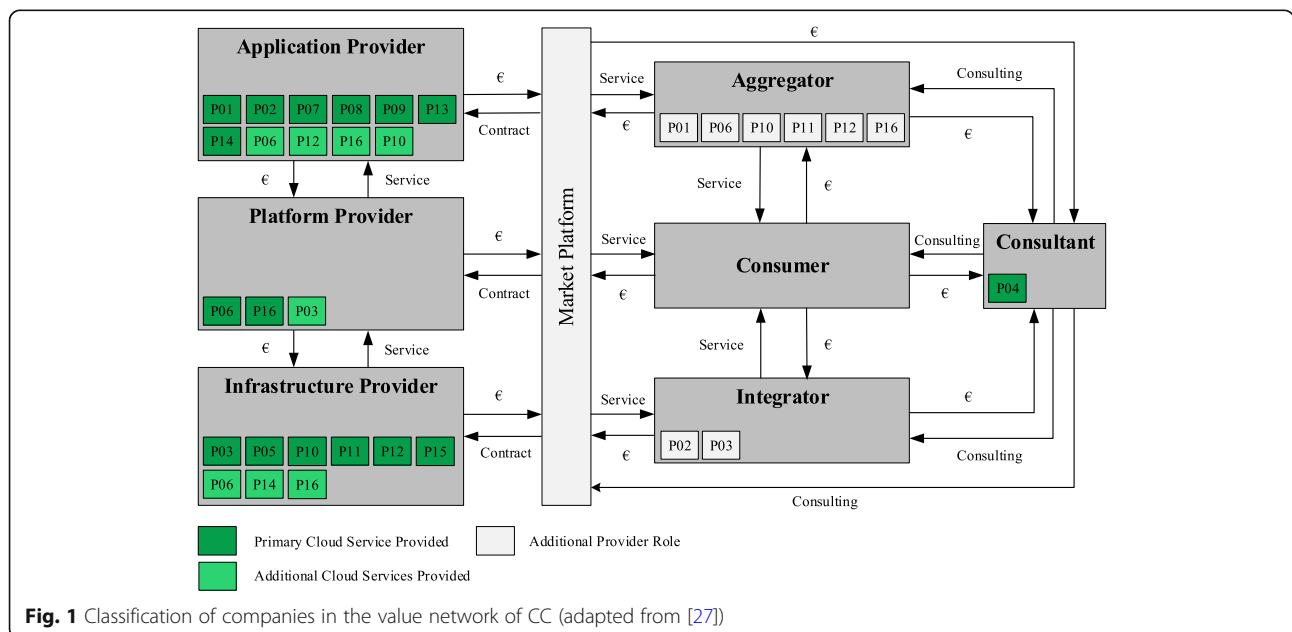 Application Provider
P01 P02 P07 P08 P09 P13
P14 P06 P12 P16 P10
€
Service
Platform Provider
P06 P16 P03
€
Service
Infrastructure Provider
P03 P05 P10 P11 P12 P15
P06 P14 P16
€
Contract
€
Contract
€
Contract
Market Platform
€
Service
€
Aggregator
P01 P06 P10 P11 P12 P16
Consulting
€
Service
€
Service
€
Consumer
Consulting
€
Consultant
P04
Service
€
Service
€
Integrator
P02 P03
€
Consulting
Consulting
Primary Cloud Service Provided
Additional Provider Role
Additional Cloud Services Provided
Fig. 1 Classification of companies in the value network of CC (adapted from [27])